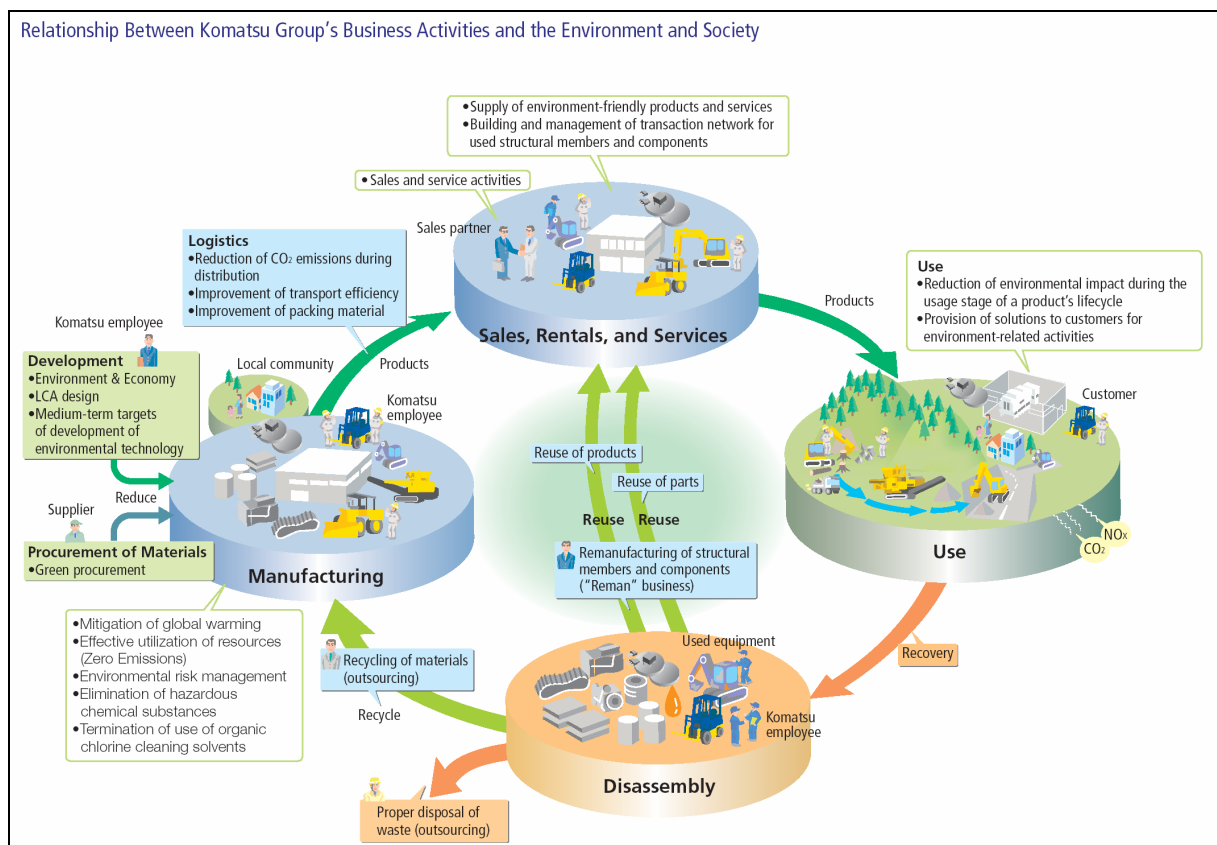 Relationship Between Komatsu Group's Business Activities and the Environment and Society
•Supply of environment-friendly products and services
•Building and management of transaction network for
used structural members and components
•Sales and service activities
Sales partner
Sales, Rentals, and Services
Logistics
•Reduction of CO2 emissions during
distribution
•Improvement of transport efficiency
•Improvement of packing material
Products
Products
Use
•Reduction of environmental impact during the
usage stage of a product's lifecycle
•Provision of solutions to customers for
environment-related activities
Komatsu employee
Development
•Environment & Economy
•LCA design
•Medium-term targets
of development of
environmental technology
Local community
Komatsu
employee
Customer
Reduce
Supplier
Procurement of Materials
•Green procurement
Manufacturing
Reuse of products
Reuse of parts
Reuse
Reuse
Remanufacturing of structural
members and components
("Reman" business)
Use
CO2
NOx
•Mitigation of global warming
•Effective utilization of resources
(Zero Emissions)
•Environmental risk management
•Elimination of hazardous
chemical substances
•Termination of use of organic
chlorine cleaning solvents
Recycling of materials
(outsourcing)
Recycle
Used equipment
Komatsu
employee
Recovery
Disassembly
Proper disposal of
waste (outsourcing)